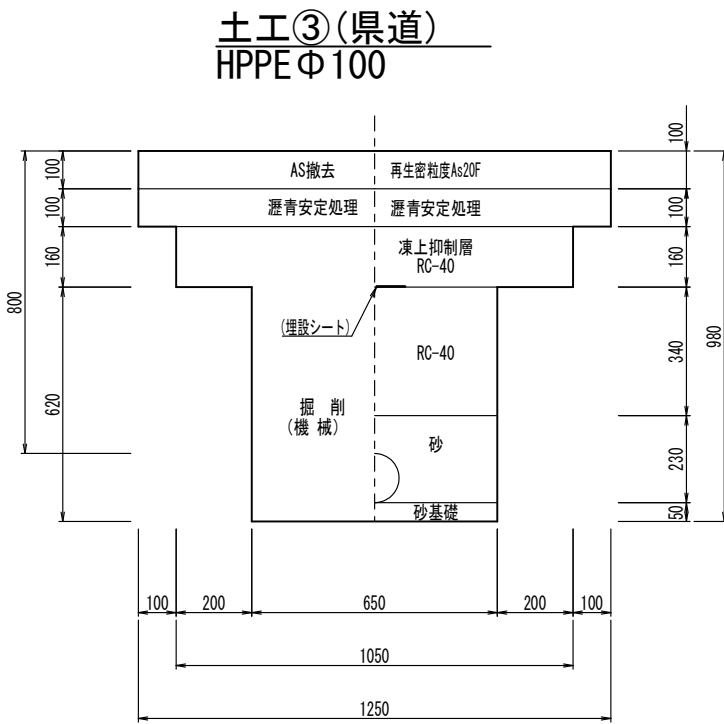 土工③(県道)
HPPEΦ100
AS撤去
再生密粒度As20F
瀝青安定処理
瀝青安定処理
凍上抑制層
RC-40
(埋設シート)
RC-40
掘 削
(機 械)
砂
砂基礎
800
100
100
160
620
100
100
160
340
230
50
980
100
200
650
200
100
1050
1250